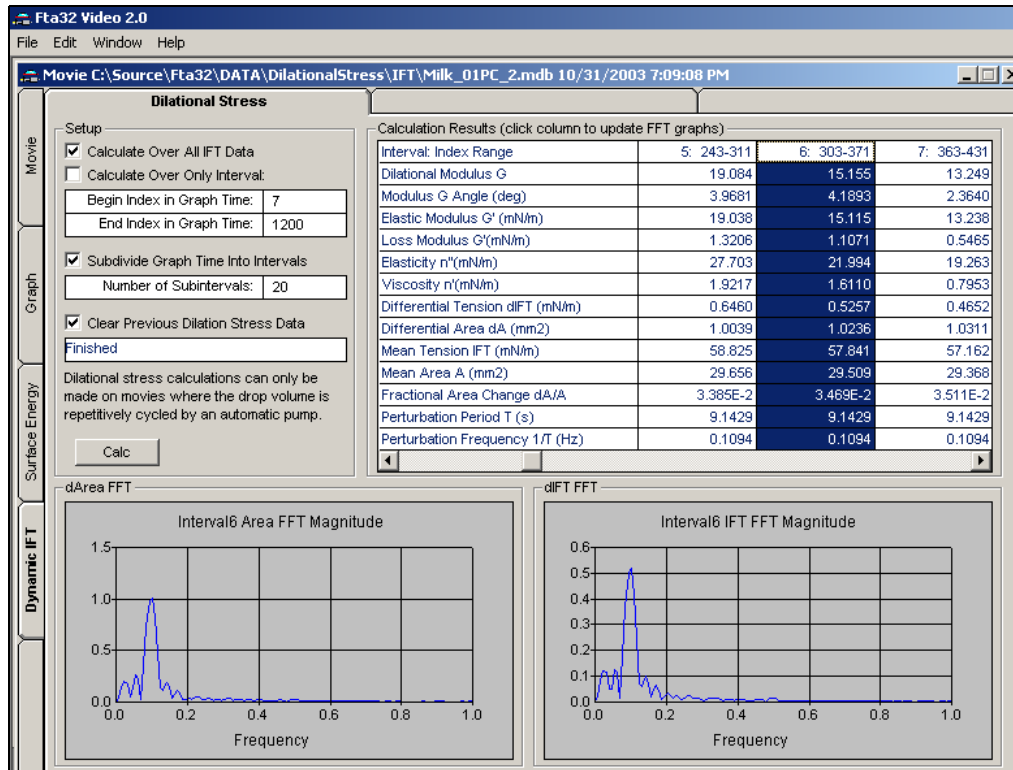 Fta32 Video 2.0
File Edit Window Help
Movie C:\Source\Fta32\DATA\DilationalStress\IFT\Milk_01PC_2.mdb 10/31/2003 7:09:08 PM
Movie
Graph
Surface Energy
Dynamic IFT
Dilational Stress
Setup
Calculate Over All IFT Data
Calculate Over Only Interval:
Begin Index in Graph Time: 7
End Index in Graph Time: 1200
Subdivide Graph Time Into Intervals
Number of Subintervals: 20
Clear Previous Dilation Stress Data
Finished
Dilational stress calculations can only be
made on movies where the drop volume is
repetitively cycled by an automatic pump.
Calc
Calculation Results (click column to update FFT graphs)
Interval: Index Range 5: 243-311 6: 303-371 7: 363-431
Dilational Modulus G 19.084 15.155 13.249
Modulus G Angle (deg) 3.9681 4.1893 2.3640
Elastic Modulus G' (mN/m) 19.038 15.115 13.238
Loss Modulus G'(mN/m) 1.3206 1.1071 0.5465
Elasticity n"(mN/m) 27.703 21.994 19.263
Viscosity n'(mN/m) 1.9217 1.6110 0.7953
Differential Tension dIFT (mN/m) 0.6460 0.5257 0.4652
Differential Area dA (mm2) 1.0039 1.0236 1.0311
Mean Tension IFT (mN/m) 58.825 57.841 57.162
Mean Area A (mm2) 29.656 29.509 29.368
Fractional Area Change dA/A 3.385E-2 3.469E-2 3.511E-2
Perturbation Period T (s) 9.1429 9.1429 9.1429
Perturbation Frequency 1/T (Hz) 0.1094 0.1094 0.1094
dArea FFT
Interval6 Area FFT Magnitude
1.5
1.0
0.5
0.0
0.0 0.2 0.4 0.6 0.8 1.0
Frequency
dIFT FFT
Interval6 IFT FFT Magnitude
0.6
0.5
0.4
0.3
0.2
0.1
0.0
0.0 0.2 0.4 0.6 0.8 1.0
Frequency